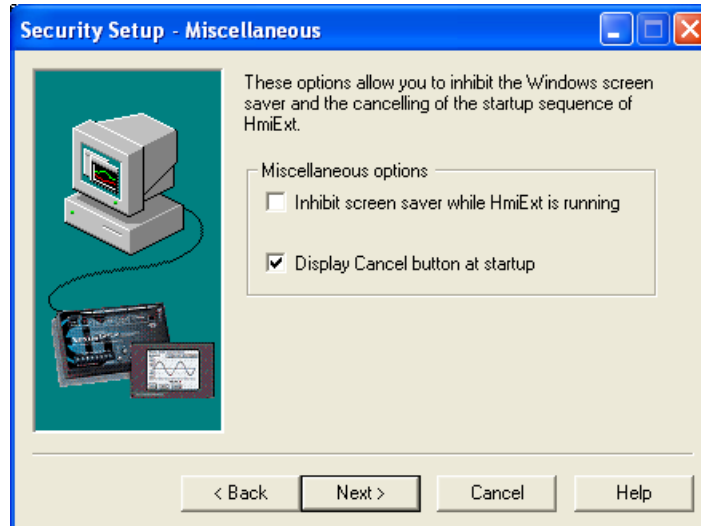 Security Setup - Miscellaneous
These options allow you to inhibit the Windows screen
saver and the cancelling of the startup sequence of
HmiExt.
Miscellaneous options
Inhibit screen saver while HmiExt is running
Display Cancel button at startup
< Back
Next >
Cancel
Help